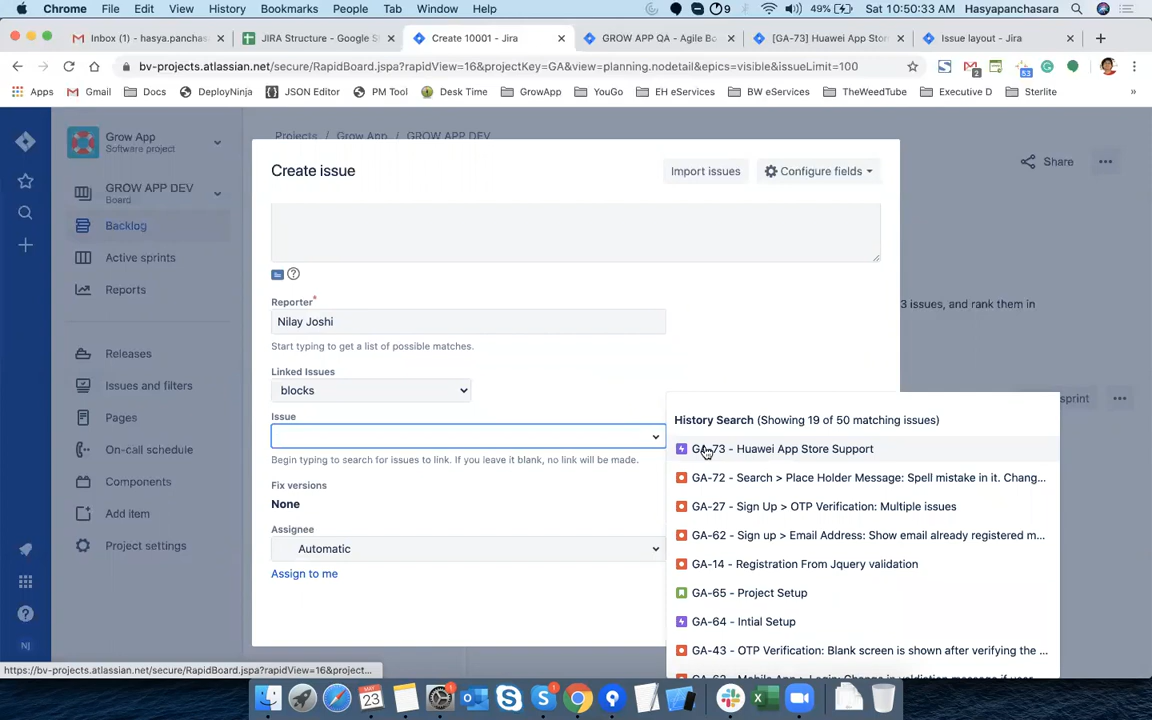 Chrome File Edit View History Bookmarks People Tab Window Help 9 49% Sat 10:50:33 AM Hasyapanchasara
Inbox (1) - hasya.panchas JIRA Structure - Google S Create 10001 - Jira GROW APP QA - Agile Bo [GA-73] Huawei App Stor Issue layout - Jira
bv-projects.atlassian.net/secure/RapidBoard.jspa?rapidView=16&projectKey=GA&view=planning.nodetail&epics=visible&issueLimit=100 2 53
Apps Gmail Docs DeployNinja JSON Editor PM Tool Desk Time GrowApp YouGo EH eServices BW eServices TheWeedTube Executive D Sterlite »
Projects / Grow App / GROW APP DEV
Grow App
Software project
Create issue
Import issues
Configure fields
Share
GROW APP DEV
Board
Backlog
Active sprints
Reports
Releases
Issues and filters
Pages
On-call schedule
Components
Add item
Project settings
NJ
Reporter*
Nilay Joshi
3 issues, and rank them in
Start typing to get a list of possible matches.
Linked Issues
blocks
print
Issue
Begin typing to search for issues to link. If you leave it blank, no link will be made.
Fix versions
None
Assignee
Automatic
Assign to me
History Search (Showing 19 of 50 matching issues)
GA-73 - Huawei App Store Support
GA-72 - Search > Place Holder Message: Spell mistake in it. Chang...
GA-27 - Sign Up > OTP Verification: Multiple issues
GA-62 - Sign up > Email Address: Show email already registered m...
GA-14 - Registration From Jquery validation
GA-65 - Project Setup
GA-64 - Intial Setup
GA-43 - OTP Verification: Blank screen is shown after verifying the ...
https://bv-projects.atlassian.net/secure/RapidBoard.jspa?rapidView=16&project...
MAY
23
1
1